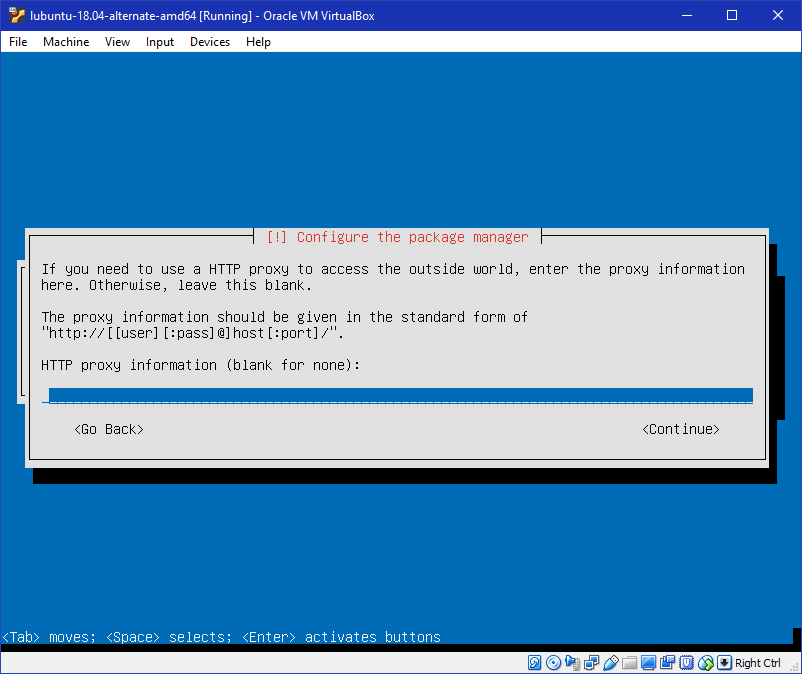 lubuntu-18.04-alternate-amd64 [Running] - Oracle VM VirtualBox
File Machine View Input Devices Help
[!] Configure the package manager
If you need to use a HTTP proxy to access the outside world, enter the proxy information
here. Otherwise, leave this blank.
The proxy information should be given in the standard form of
"http://[[user][:pass]@]host[:port]/".
HTTP proxy information (blank for none):
<Go Back> <Continue>
<Tab> moves; <Space> selects; <Enter> activates buttons
Right Ctrl